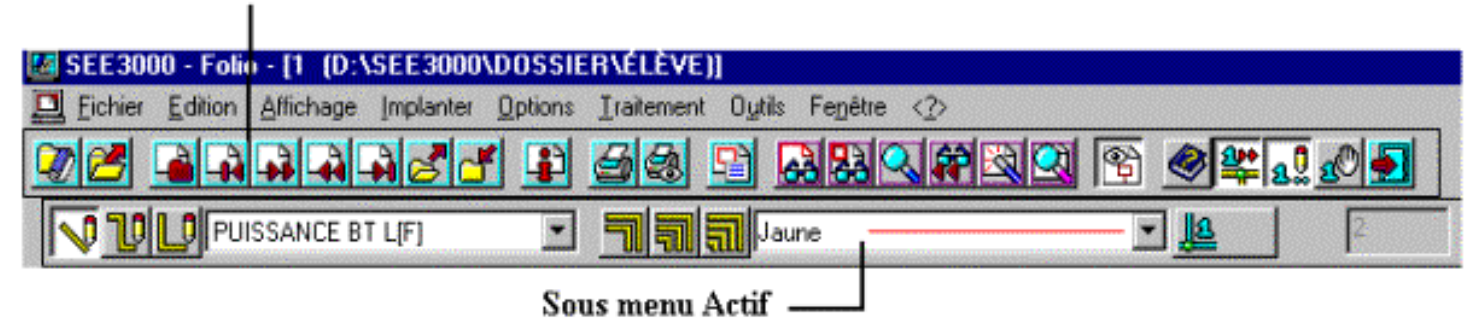 SEE3000 - Folio - [1 (D:\SEE3000\DOSSIER\ÉLÈVE)]
Fichier Edition Affichage Implanter Options Traitement Outils Fenêtre <?>
PUISSANCE BT L[F] Jaune 2
Sous menu Actif